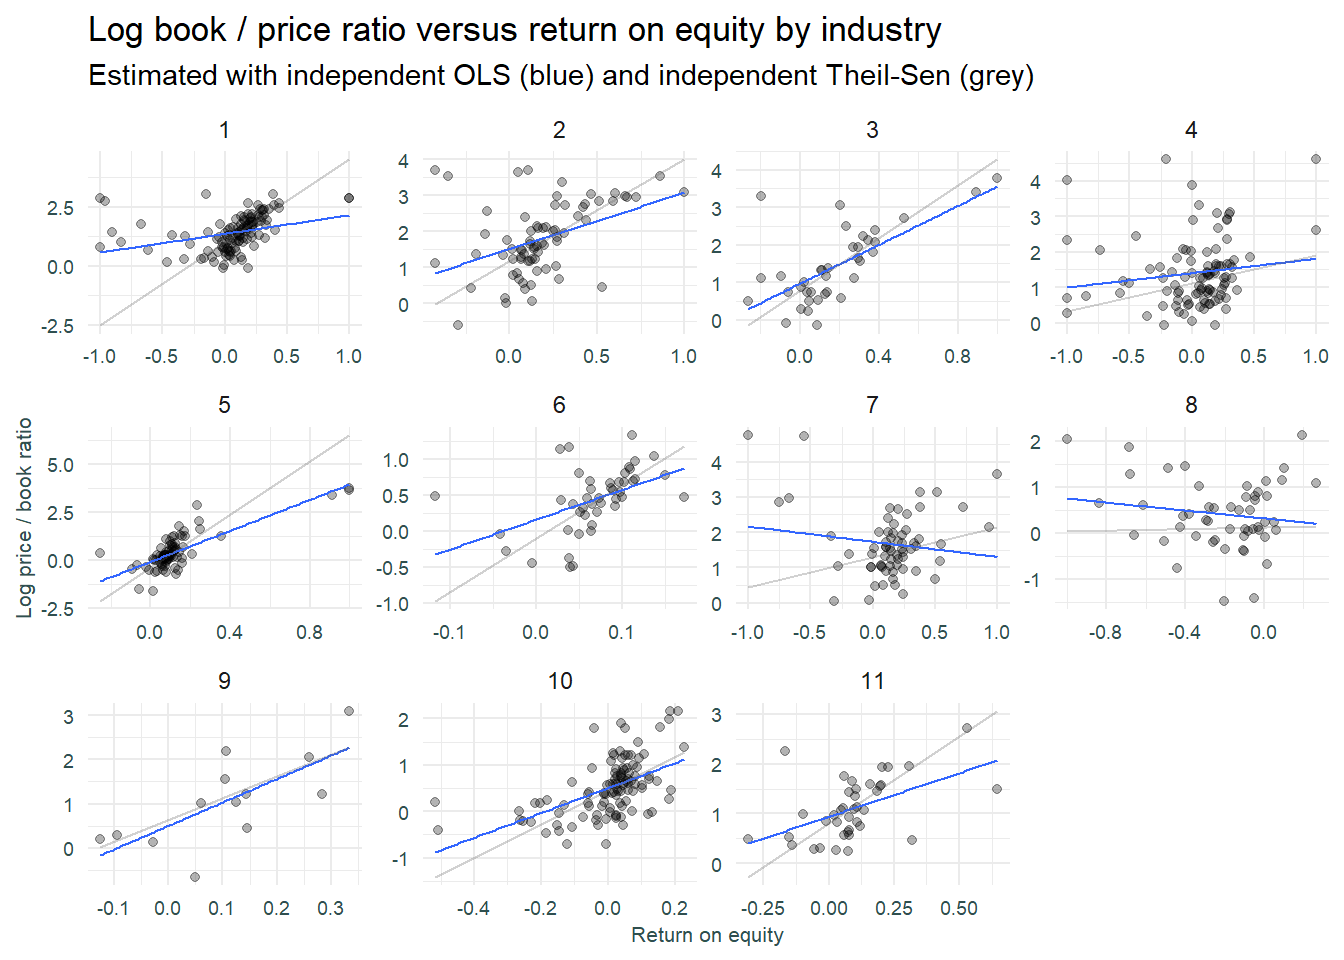 Log book / price ratio versus return on equity by industry
Estimated with independent OLS (blue) and independent Theil-Sen (grey)
1 2 3 4
2.5 0.0 -2.5
4 3 2 1 0
4 3 2 1 0
4 3 2 1 0
-1.0 -0.5 0.0 0.5 1.0 0.0 0.5 1.0 0.0 0.4 0.8 -1.0 -0.5 0.0 0.5 1.0
5 6 7 8
Log price / book ratio
5.0 2.5 0.0 -2.5
1.0 0.5 0.0 -0.5 -1.0
4 3 2 1 0
2 1 0 -1
0.0 0.4 0.8 -0.1 0.0 0.1 -1.0 -0.5 0.0 0.5 1.0 -0.8 -0.4 0.0
9 10 11
3 2 1 0
2 1 0 -1
3 2 1 0
-0.1 0.0 0.1 0.2 0.3 -0.4 -0.2 0.0 0.2 -0.25 0.00 0.25 0.50
Return on equity